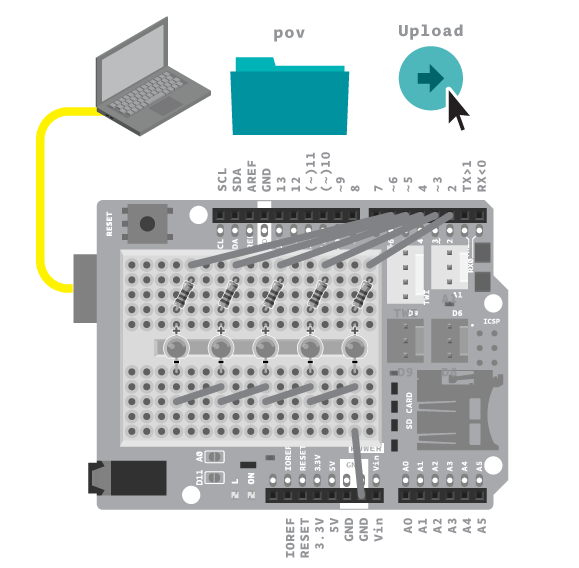 pov
Upload
SCL
SDA
AREF
GND
13
12
(~)11
(~)10
~9
8
7
~6
~5
4
~3
2
TX>1
RX<0
RESET
TWI
A1
D6
ICSP
D9
SD CARD
POWER
A0
D11
L
ON
IOREF
RESET
3.3V
5V
GND
Vin
A0
A1
A2
A3
A4
A5
IOREF
RESET
3.3V
5V
GND
GND
Vin
A0
A1
A2
A3
A4
A5